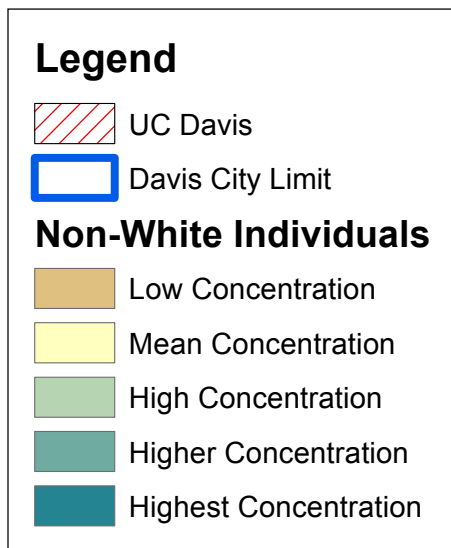 Legend
UC Davis
Davis City Limit
Non-White Individuals
Low Concentration
Mean Concentration
High Concentration
Higher Concentration
Highest Concentration